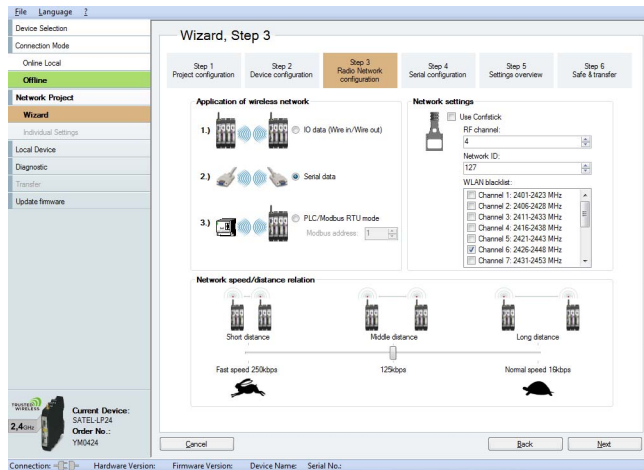 File Language ?
Device Selection
Connection Mode
Online Local
Offline
Network Project
Wizard
Individual Settings
Local Device
Diagnostic
Transfer
Update firmware
Wizard, Step 3
Step 1
Project configuration
Step 2
Device configuration
Step 3
Radio Network
configuration
Step 4
Serial configuration
Step 5
Settings overview
Step 6
Safe & transfer
Application of wireless network
1.) IO data (Wire in/Wire out)
2.) Serial data
3.) PLC/Modbus RTU mode
Modbus address: 1
Network settings
Use Confstick
RF channel:
4
Network ID:
127
WLAN blacklist:
Channel 1: 2401-2423 MHz
Channel 2: 2406-2428 MHz
Channel 3: 2411-2433 MHz
Channel 4: 2416-2438 MHz
Channel 5: 2421-2443 MHz
Channel 6: 2426-2448 MHz
Channel 7: 2431-2453 MHz
Network speed/distance relation
Short distance Middle distance Long distance
Fast speed 250kbps 125kbps Normal speed 16kbps
TRUSTED
WIRELESS
2,4GHz
Current Device:
SATEL-LP24
Order No.:
YM0424
Cancel Back Next
Connection: Hardware Version: Firmware Version: Device Name: Serial No.: